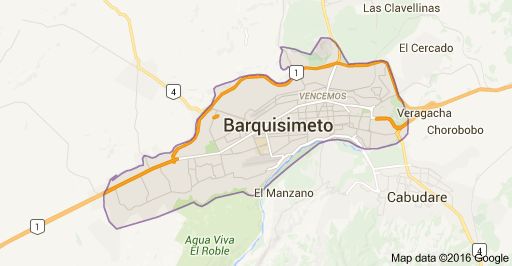 Las Clavellinas
El Cercado
1
4
VENCEMOS
Veragacha
Barquisimeto
Chorobobo
El Manzano
Cabudare
1
Agua Viva
El Roble
4
Map data ©2016 Google